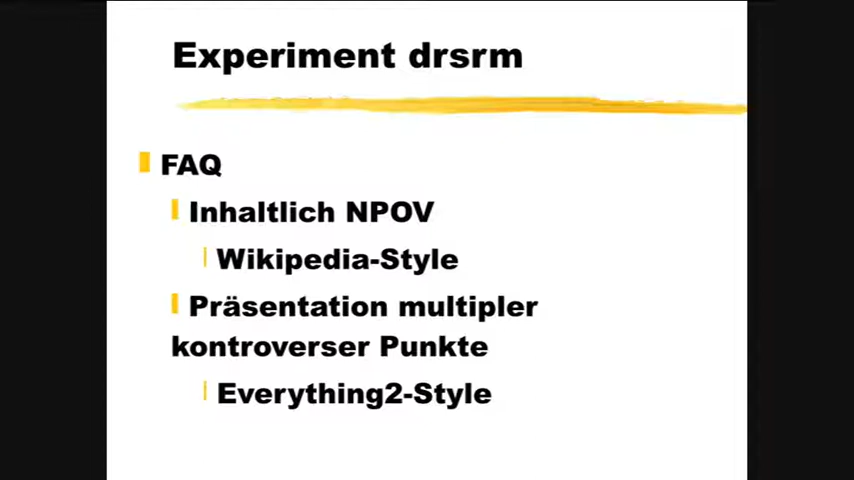 Experiment drsrm
FAQ
Inhaltlich NPOV
Wikipedia-Style
Präsentation multipler
kontroverser Punkte
Everything2-Style